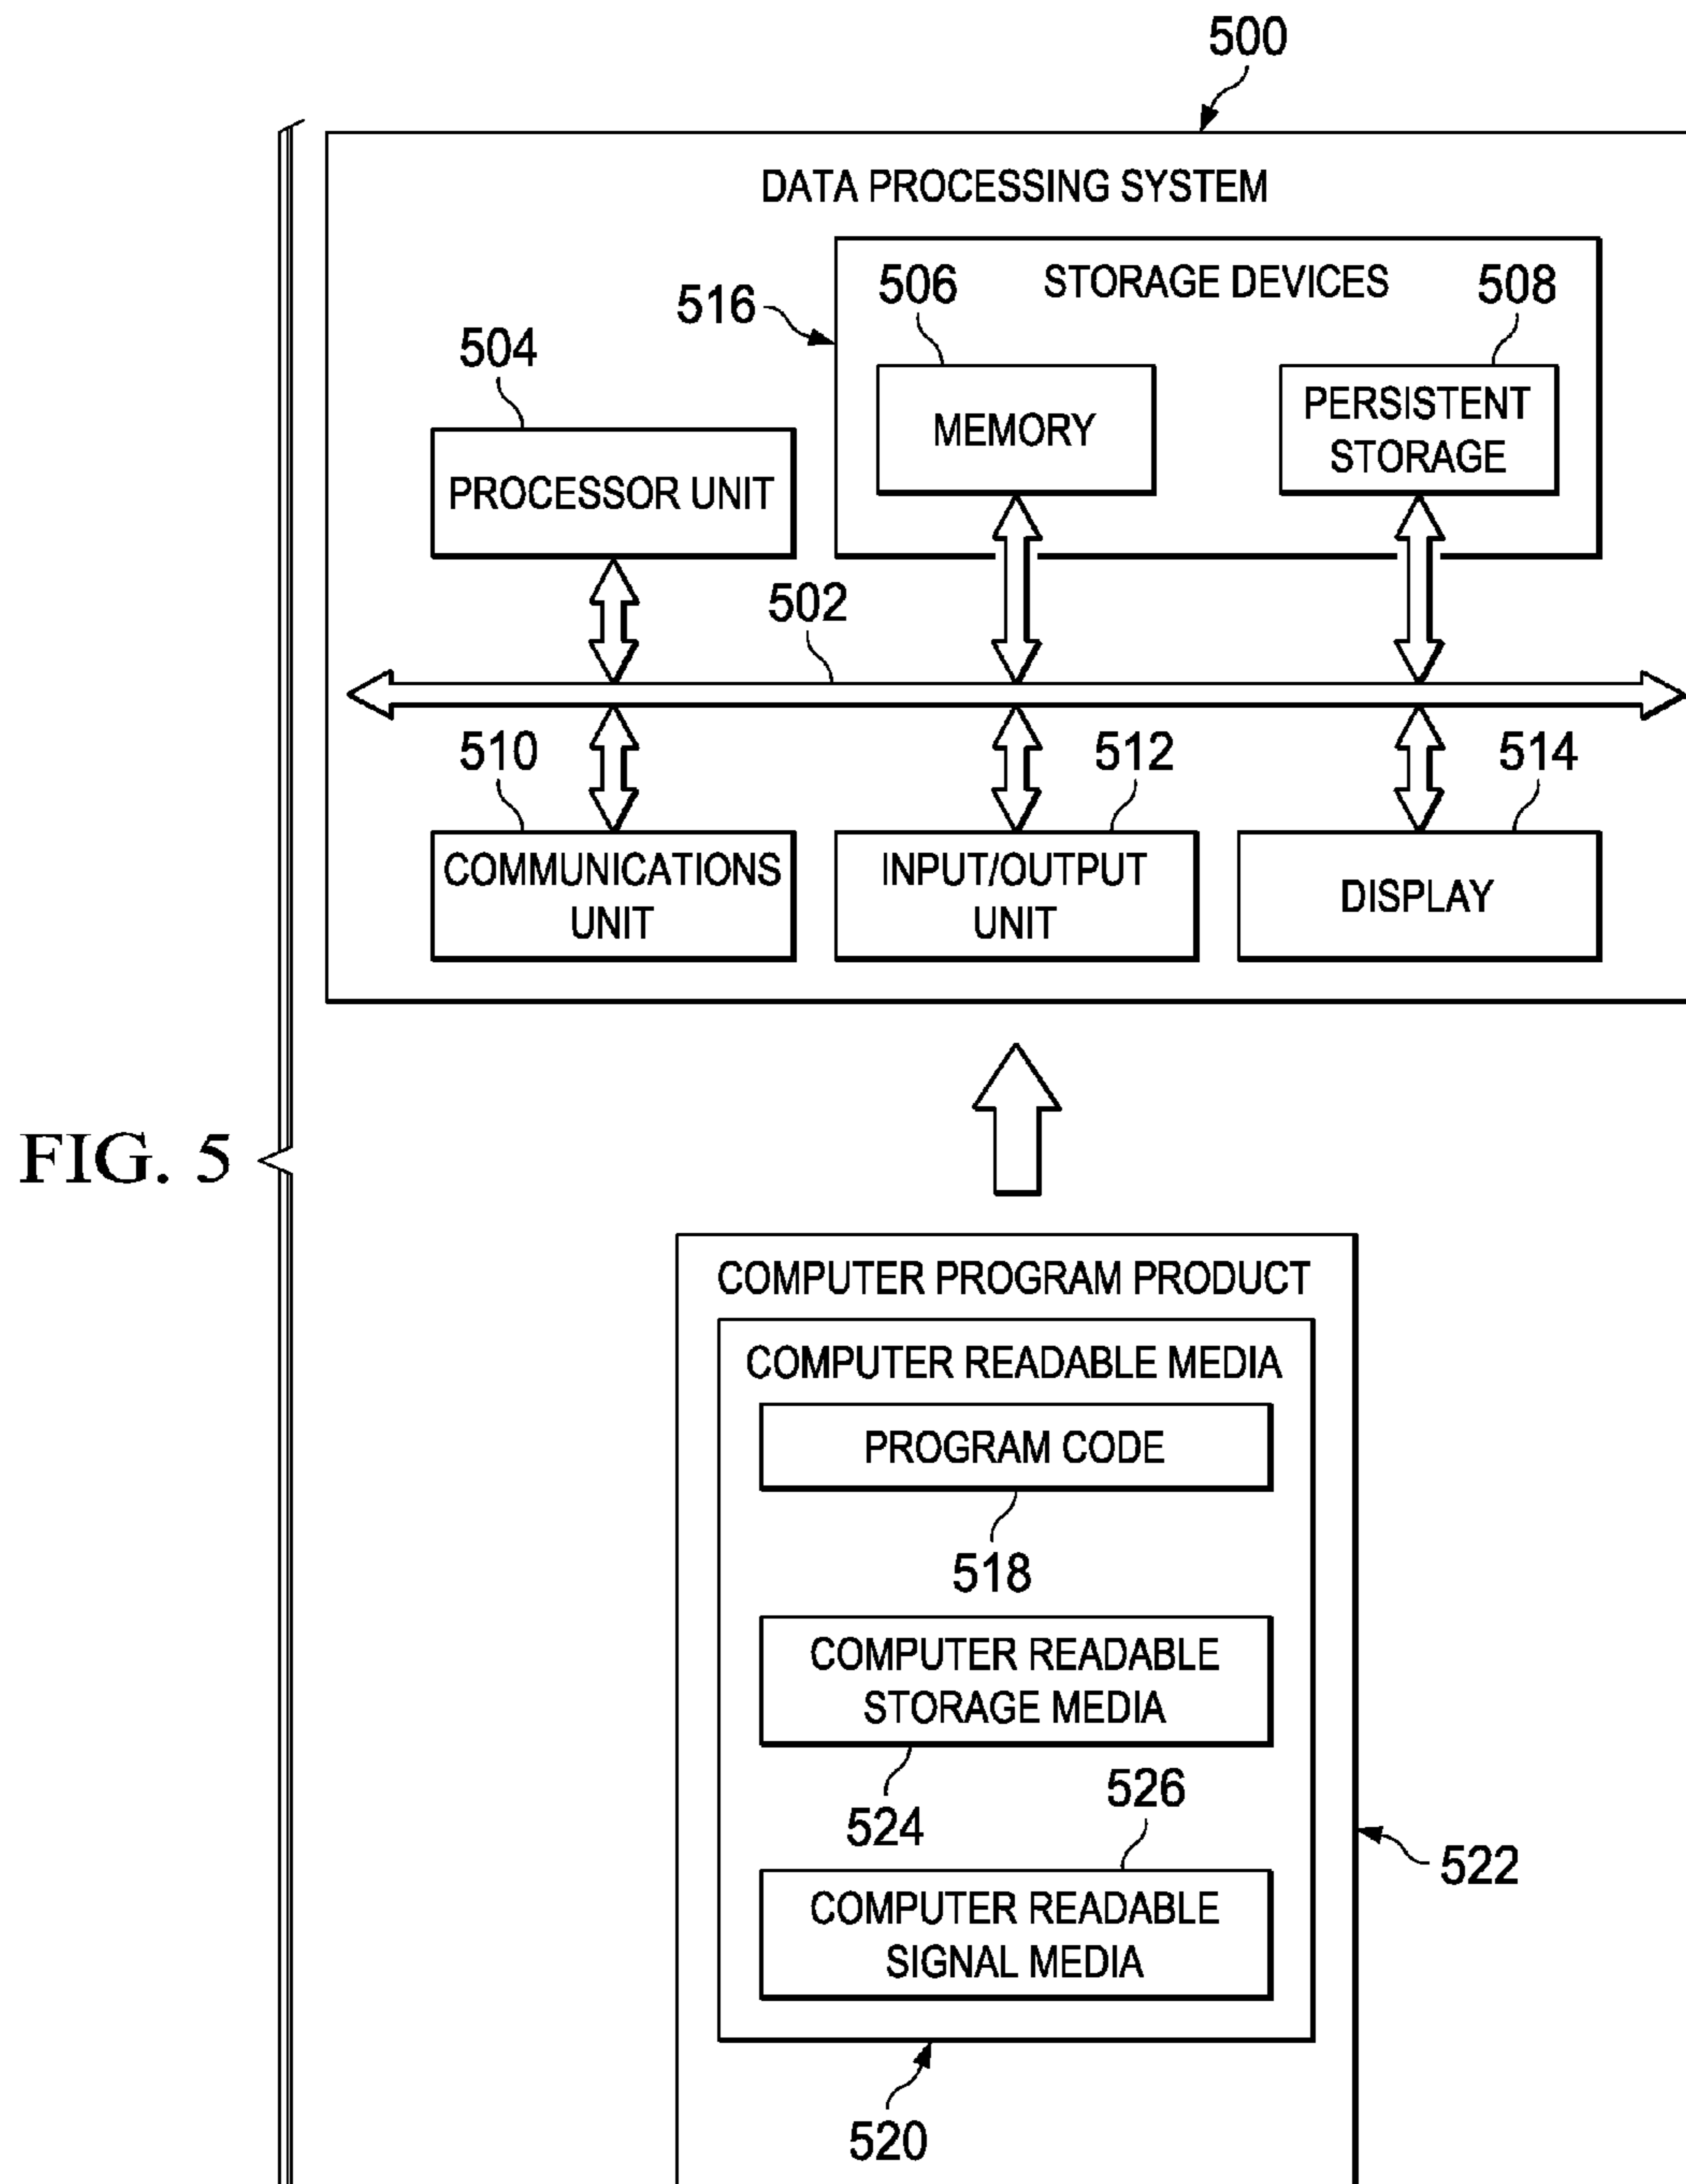 500
DATA PROCESSING SYSTEM
516
506
STORAGE DEVICES
508
504
MEMORY
PERSISTENT
STORAGE
PROCESSOR UNIT
502
510
512
514
COMMUNICATIONS
UNIT
INPUT/OUTPUT
UNIT
DISPLAY
FIG. 5
COMPUTER PROGRAM PRODUCT
COMPUTER READABLE MEDIA
PROGRAM CODE
518
COMPUTER READABLE
STORAGE MEDIA
524
526
COMPUTER READABLE
SIGNAL MEDIA
522
520